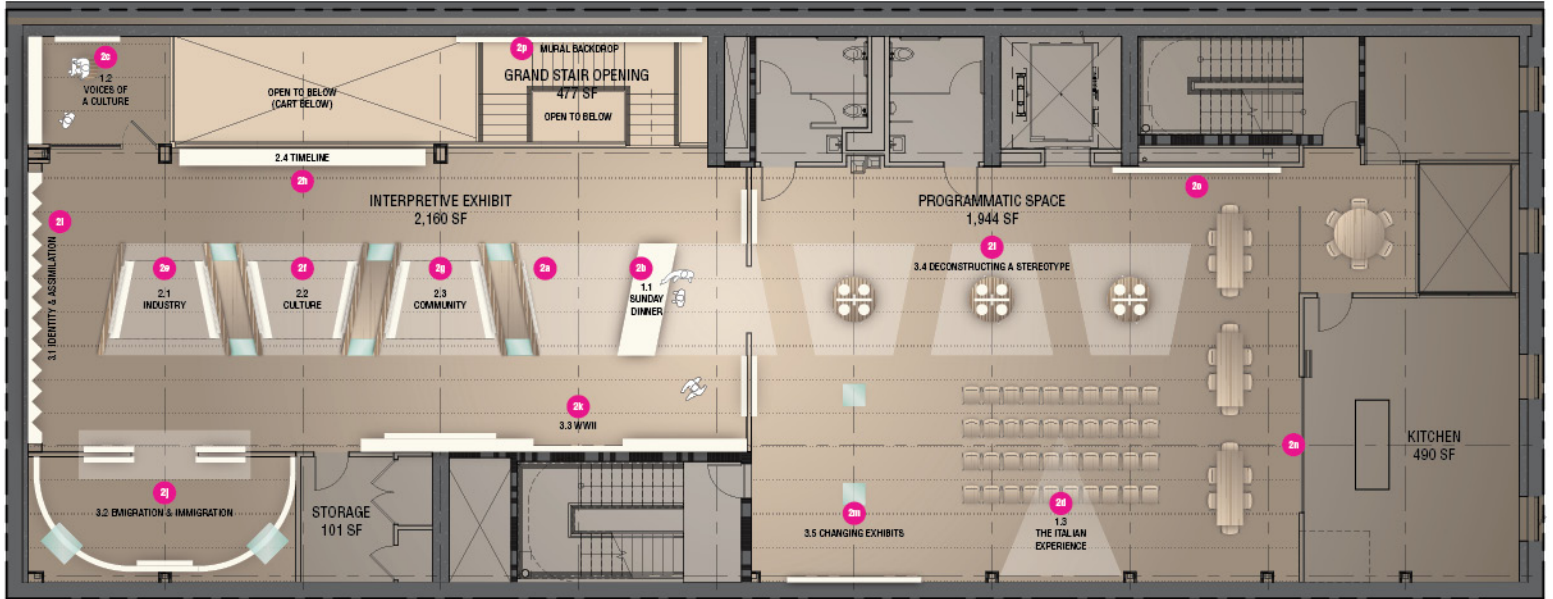 2c
1.2
VOICES OF
A CULTURE
OPEN TO BELOW
(CART BELOW)
2p
MURAL BACKDROP
GRAND STAIR OPENING
477 SF
OPEN TO BELOW
2.4 TIMELINE
2h
INTERPRETIVE EXHIBIT
2,160 SF
PROGRAMMATIC SPACE
1,944 SF
2o
2i
3.1 IDENTITY & ASSIMILATION
2e
2.1
INDUSTRY
2f
2.2
CULTURE
2g
2.3
COMMUNITY
2a
2b
1.1
SUNDAY
DINNER
2l
3.4 DECONSTRUCTING A STEREOTYPE
2k
3.3 WWII
2j
3.2 EMIGRATION & IMMIGRATION
STORAGE
101 SF
2m
3.5 CHANGING EXHIBITS
2d
1.3
THE ITALIAN
EXPERIENCE
2n
KITCHEN
490 SF